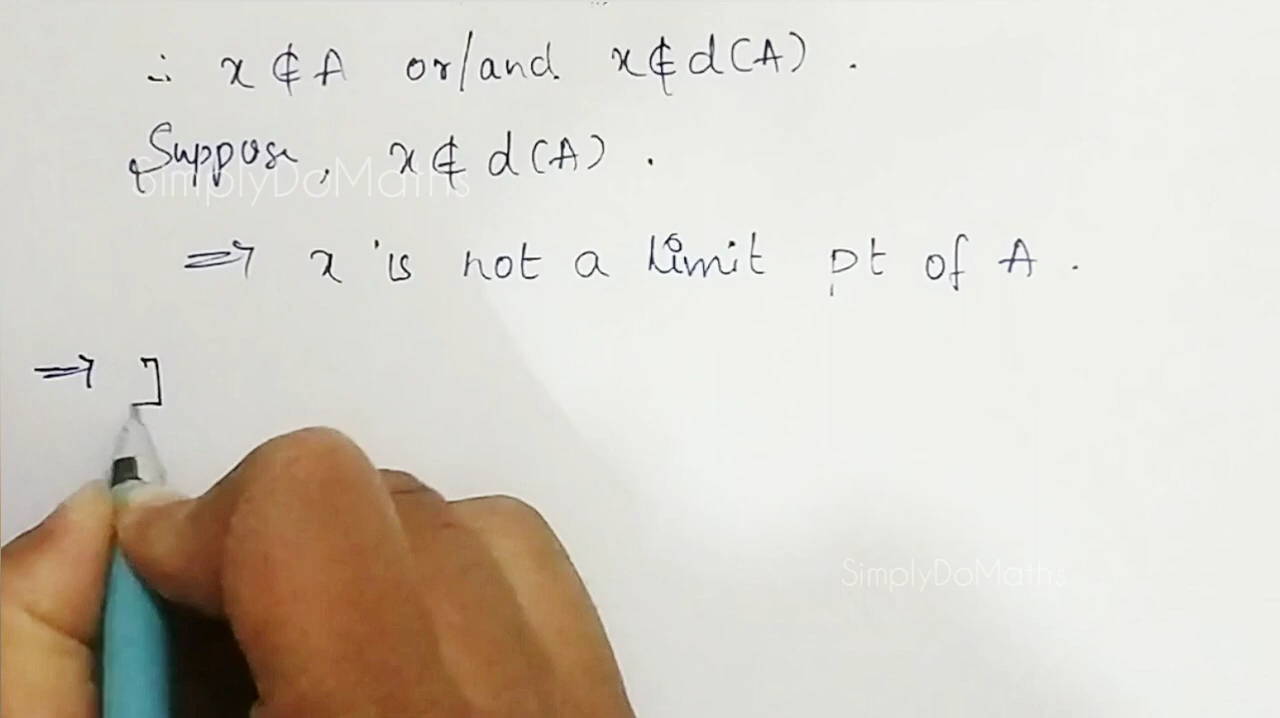 ∴ x ∉ A or/and x ∉ d(A).
Suppose, x ∉ d(A).
SimplyDoMaths
⇒ x is not a limit pt of A.
⇒ ∃
SimplyDoMaths